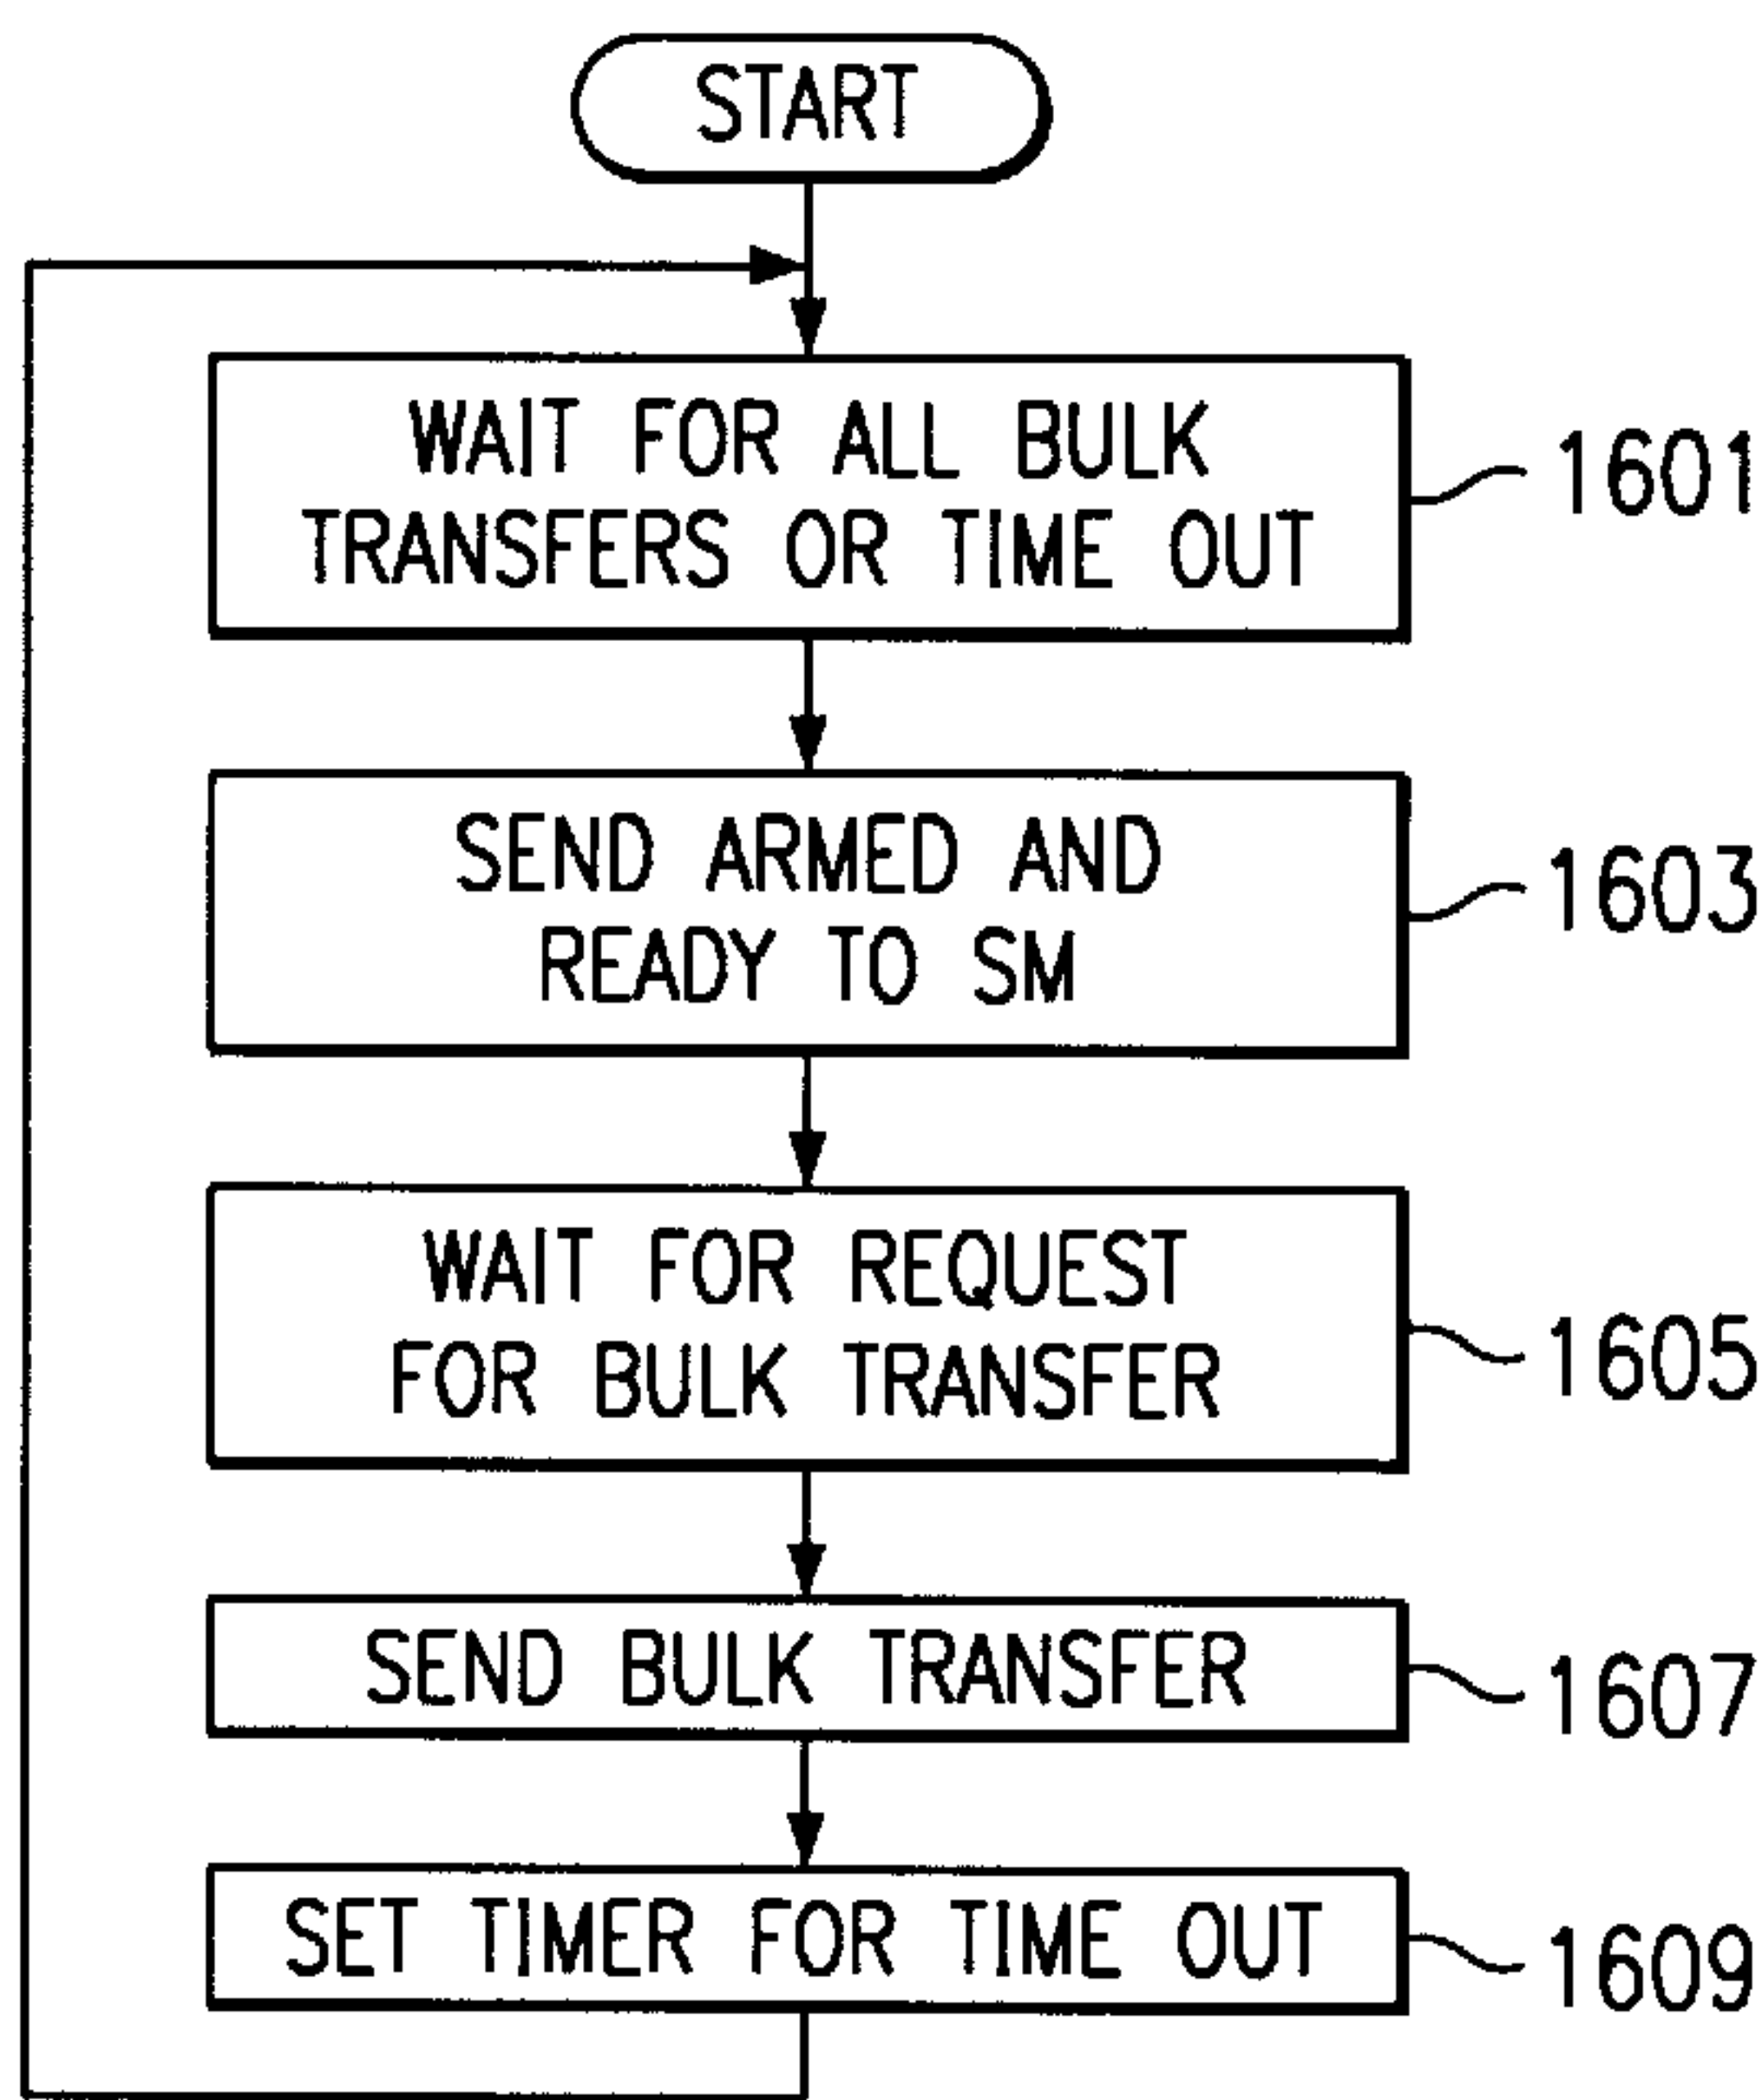 START
WAIT FOR ALL BULK
TRANSFERS OR TIME OUT
1601
SEND ARMED AND
READY TO SM
1603
WAIT FOR REQUEST
FOR BULK TRANSFER
1605
SEND BULK TRANSFER
1607
SET TIMER FOR TIME OUT
1609